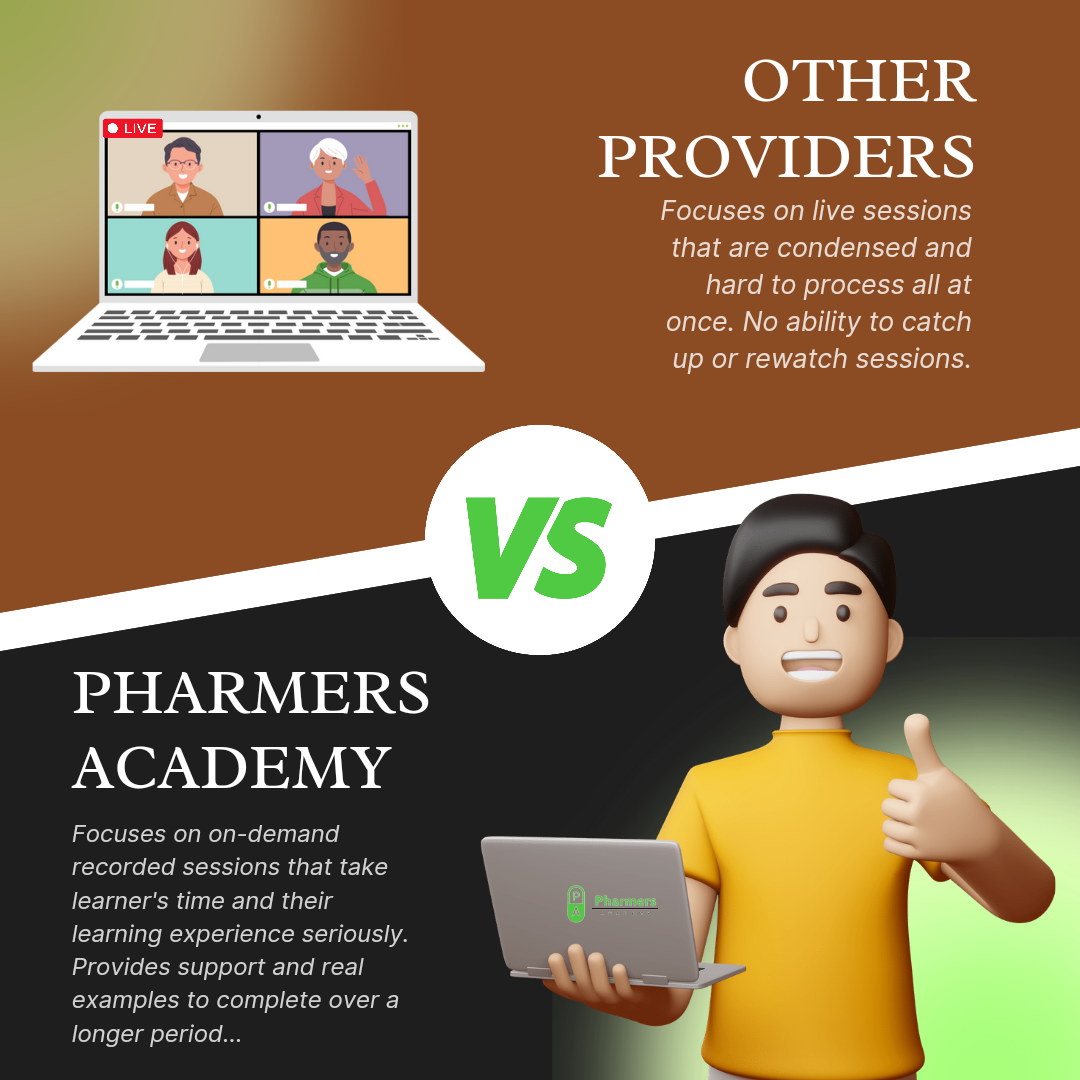 LIVE
OTHER
PROVIDERS
Focuses on live sessions
that are condensed and
hard to process all at
once. No ability to catch
up or rewatch sessions.
VS
PHARMERS
ACADEMY
Focuses on on-demand
recorded sessions that take
learner's time and their
learning experience seriously.
Provides support and real
examples to complete over a
longer period...
P
Pharmers